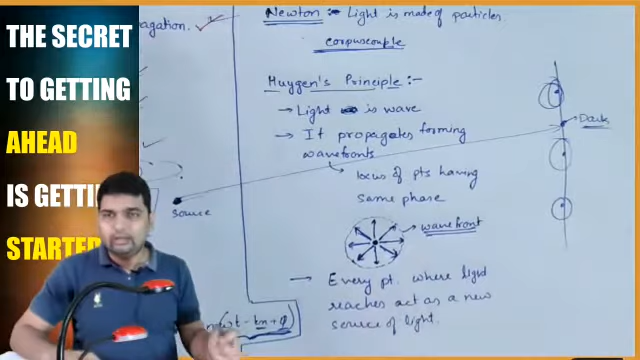 THE SECRET
TO GETTING
AHEAD
IS GETTI
STARTED
agation.
Newton :- Light is made of particles.
corpuscouple
Huygen's Principle :-
→ Light is wave
→ It propagates forming
wavefronts
locus of pts having
same phase
wavefront
→ Every pt. where light
reaches act as a new
source of light.
source
Dark
wt - kx + φ)